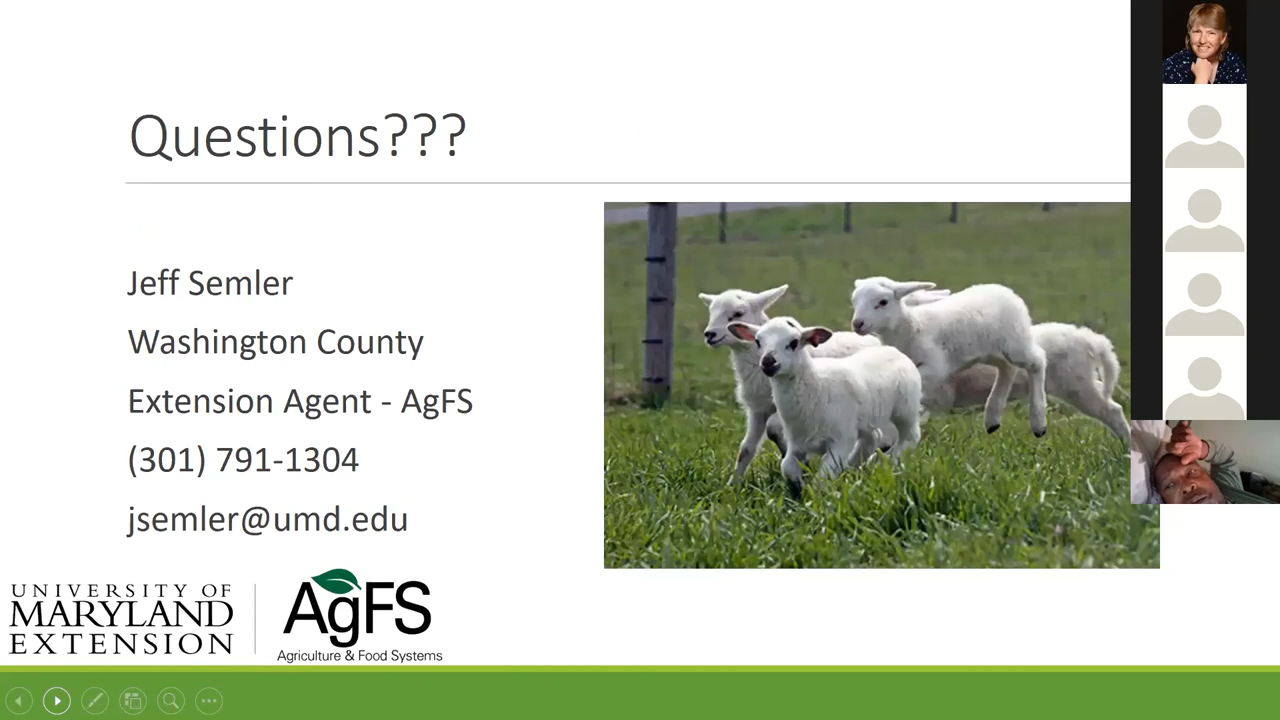 Questions???
Jeff Semler
Washington County
Extension Agent - AgFS
(301) 791-1304
jsemler@umd.edu
UNIVERSITY OF
MARYLAND
EXTENSION
AgFS
Agriculture & Food Systems